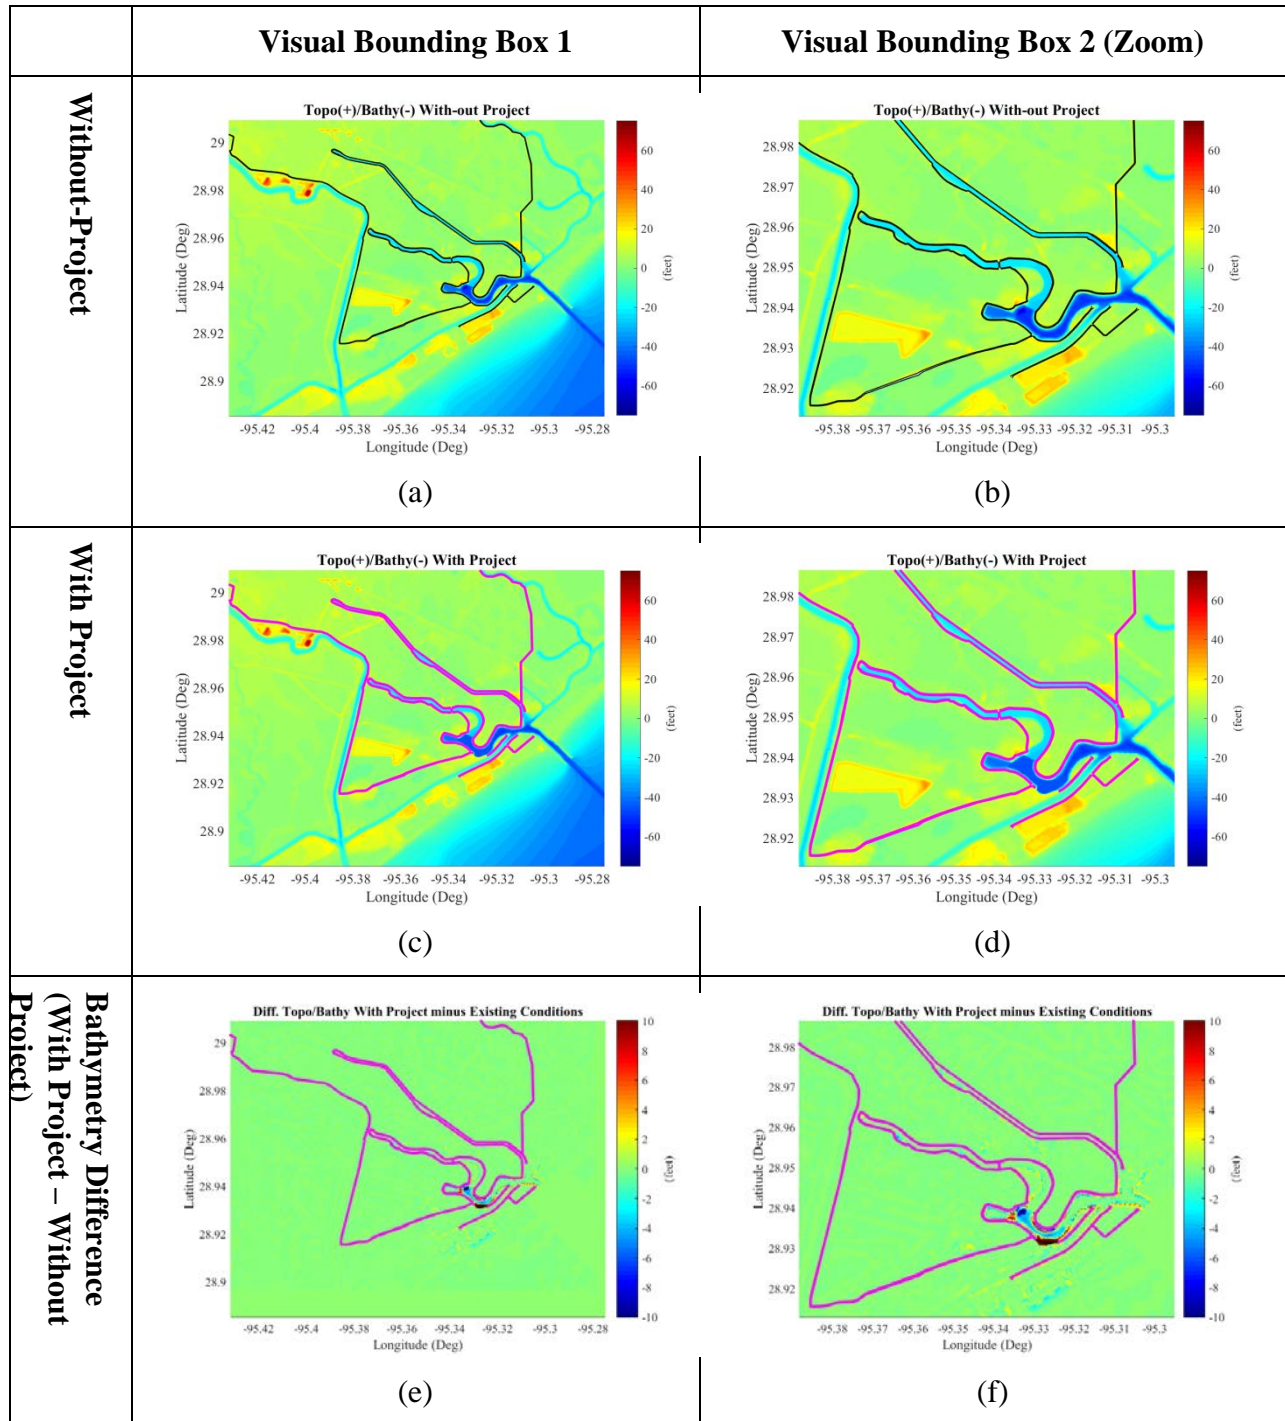 Visual Bounding Box 1
Visual Bounding Box 2 (Zoom)
Without-Project
Topo(+)/Bathy(-) With-out Project
29
28.98
28.96
28.94
28.92
28.9
Latitude (Deg)
-95.42 -95.4 -95.38 -95.36 -95.34 -95.32 -95.3 -95.28
Longitude (Deg)
60
40
20
0
-20
-40
-60
(feet)
(a)
Topo(+)/Bathy(-) With-out Project
28.98
28.97
28.96
28.95
28.94
28.93
28.92
Latitude (Deg)
-95.38 -95.37 -95.36 -95.35 -95.34 -95.33 -95.32 -95.31 -95.3
Longitude (Deg)
60
40
20
0
-20
-40
-60
(feet)
(b)
With Project
Topo(+)/Bathy(-) With Project
29
28.98
28.96
28.94
28.92
28.9
Latitude (Deg)
-95.42 -95.4 -95.38 -95.36 -95.34 -95.32 -95.3 -95.28
Longitude (Deg)
60
40
20
0
-20
-40
-60
(feet)
(c)
Topo(+)/Bathy(-) With Project
28.98
28.97
28.96
28.95
28.94
28.93
28.92
Latitude (Deg)
-95.38 -95.37 -95.36 -95.35 -95.34 -95.33 -95.32 -95.31 -95.3
Longitude (Deg)
60
40
20
0
-20
-40
-60
(feet)
(d)
Bathymetry Difference
(With Project – Without
Project)
Diff. Topo/Bathy With Project minus Existing Conditions
29
28.98
28.96
28.94
28.92
28.9
Latitude (Deg)
-95.42 -95.4 -95.38 -95.36 -95.34 -95.32 -95.3 -95.28
Longitude (Deg)
10
8
6
4
2
0
-2
-4
-6
-8
-10
(feet)
(e)
Diff. Topo/Bathy With Project minus Existing Conditions
28.98
28.97
28.96
28.95
28.94
28.93
28.92
Latitude (Deg)
-95.38 -95.37 -95.36 -95.35 -95.34 -95.33 -95.32 -95.31 -95.3
Longitude (Deg)
10
8
6
4
2
0
-2
-4
-6
-8
-10
(feet)
(f)